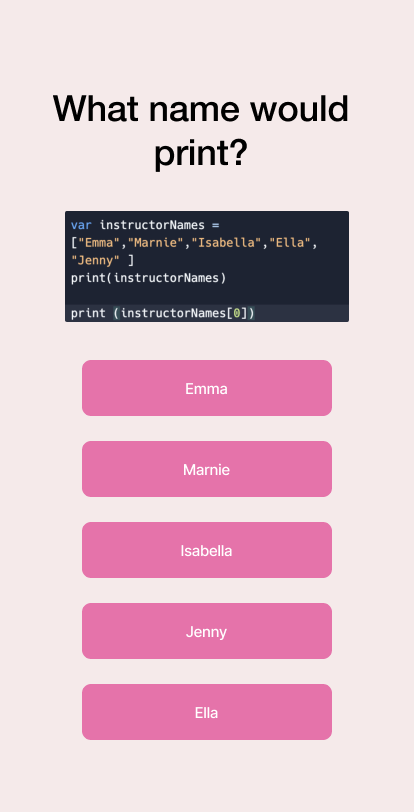 What name would
print?
var instructorNames =
["Emma","Marnie","Isabella","Ella",
"Jenny" ]
print(instructorNames)
print (instructorNames[0])
Emma
Marnie
Isabella
Jenny
Ella